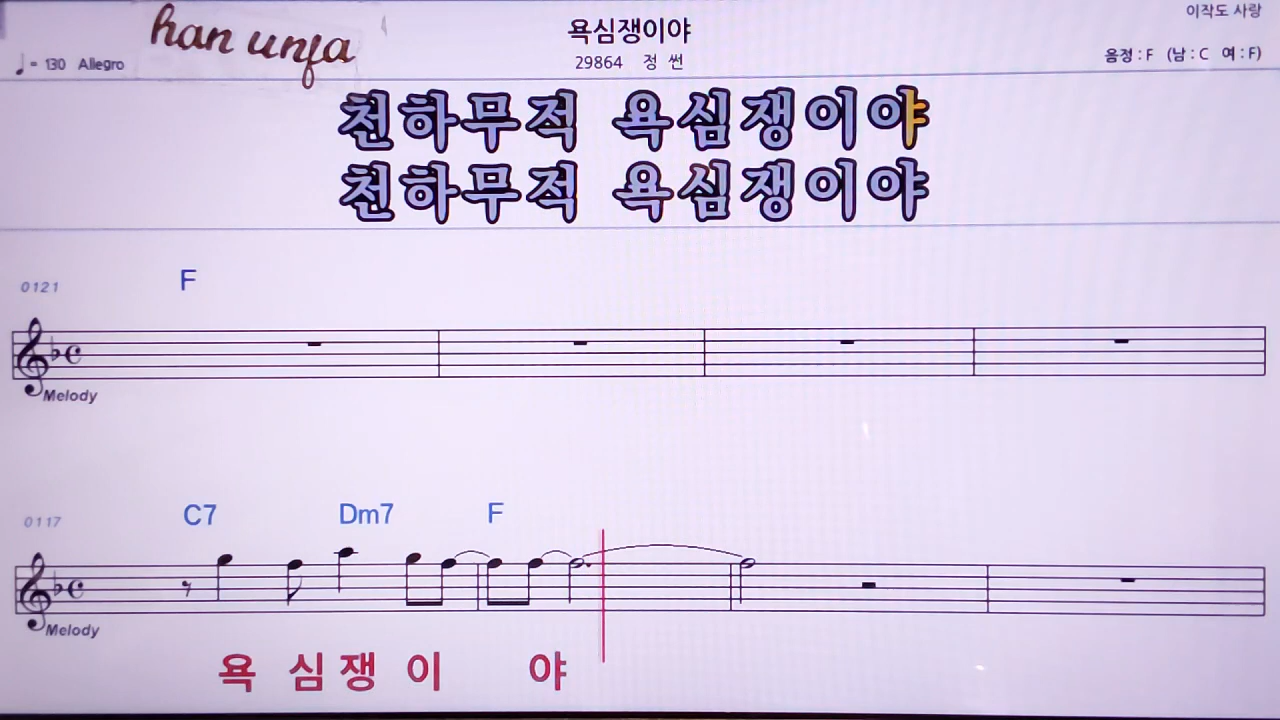 han unja
욕심쟁이야
이작도 사랑
♩= 130 Allegro
29864 정 썬
음정 : F (남 : C 여 : F)
천하무적 욕심쟁이야
천하무적 욕심쟁이야
0121
F
Melody
0117
C7 Dm7 F
Melody
욕 심 쟁 이 야